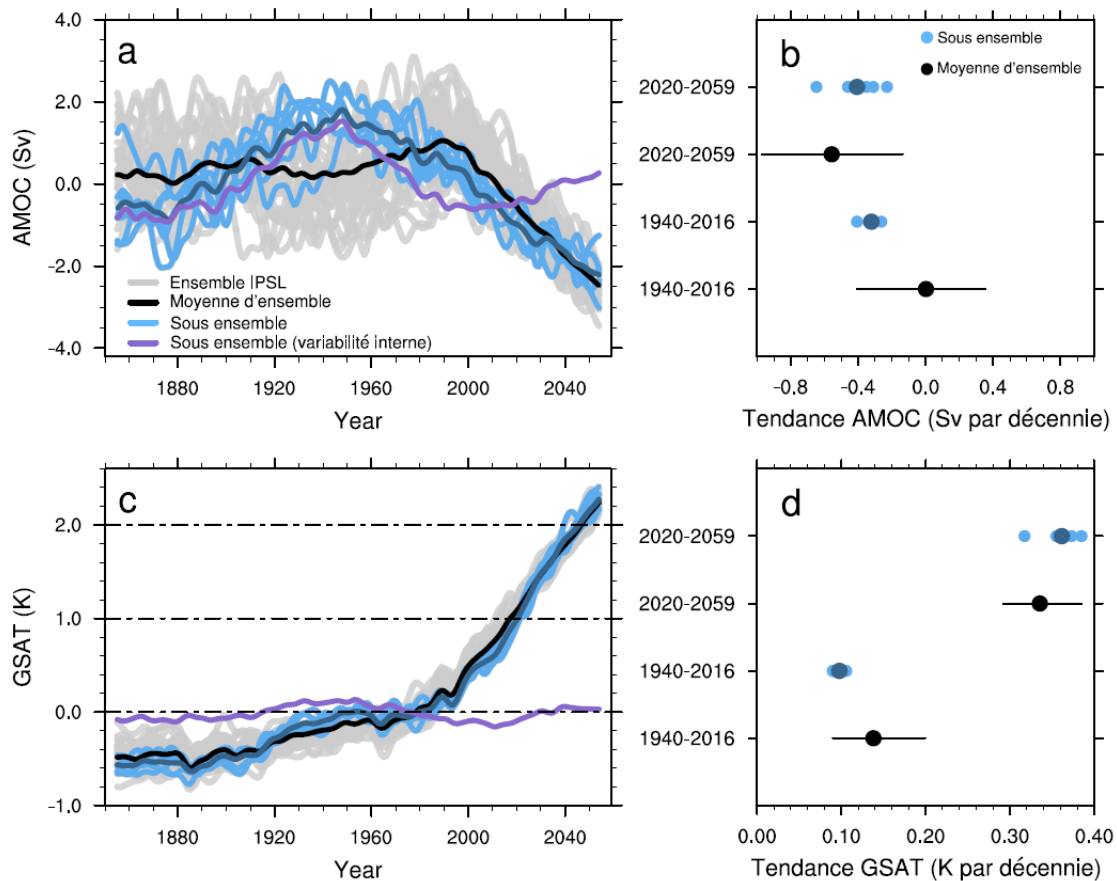 a
AMOC (Sv)
4.0
2.0
0.0
-2.0
-4.0
Ensemble IPSL
Moyenne d'ensemble
Sous ensemble
Sous ensemble (variabilité interne)
1880 1920 1960 2000 2040
Year
b
Sous ensemble
Moyenne d'ensemble
2020-2059
2020-2059
1940-2016
1940-2016
-0.8 -0.4 0.0 0.4 0.8
Tendance AMOC (Sv par décennie)
c
GSAT (K)
2.0
1.0
0.0
-1.0
1880 1920 1960 2000 2040
Year
d
2020-2059
2020-2059
1940-2016
1940-2016
0.00 0.10 0.20 0.30 0.40
Tendance GSAT (K par décennie)